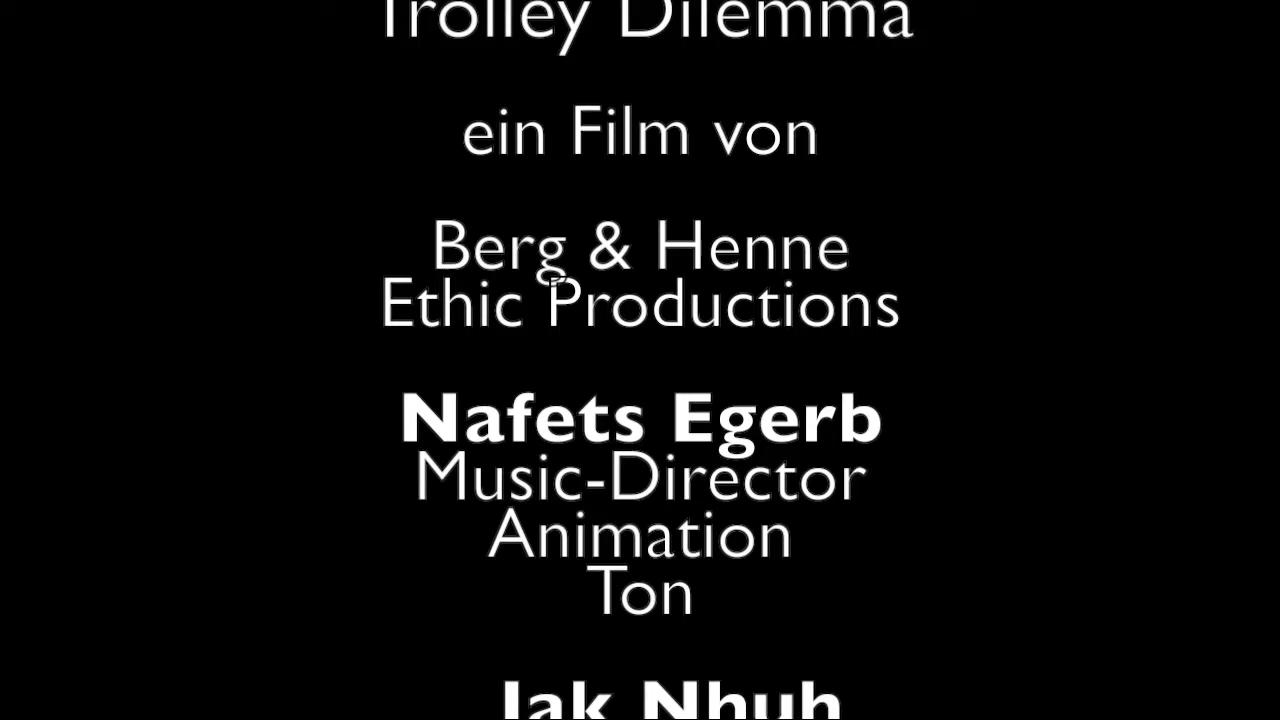 Trolley Dilemma
ein Film von
Berg & Henne
Ethic Productions
Nafets Egerb
Music-Director
Animation
Ton
Jak Nhuh